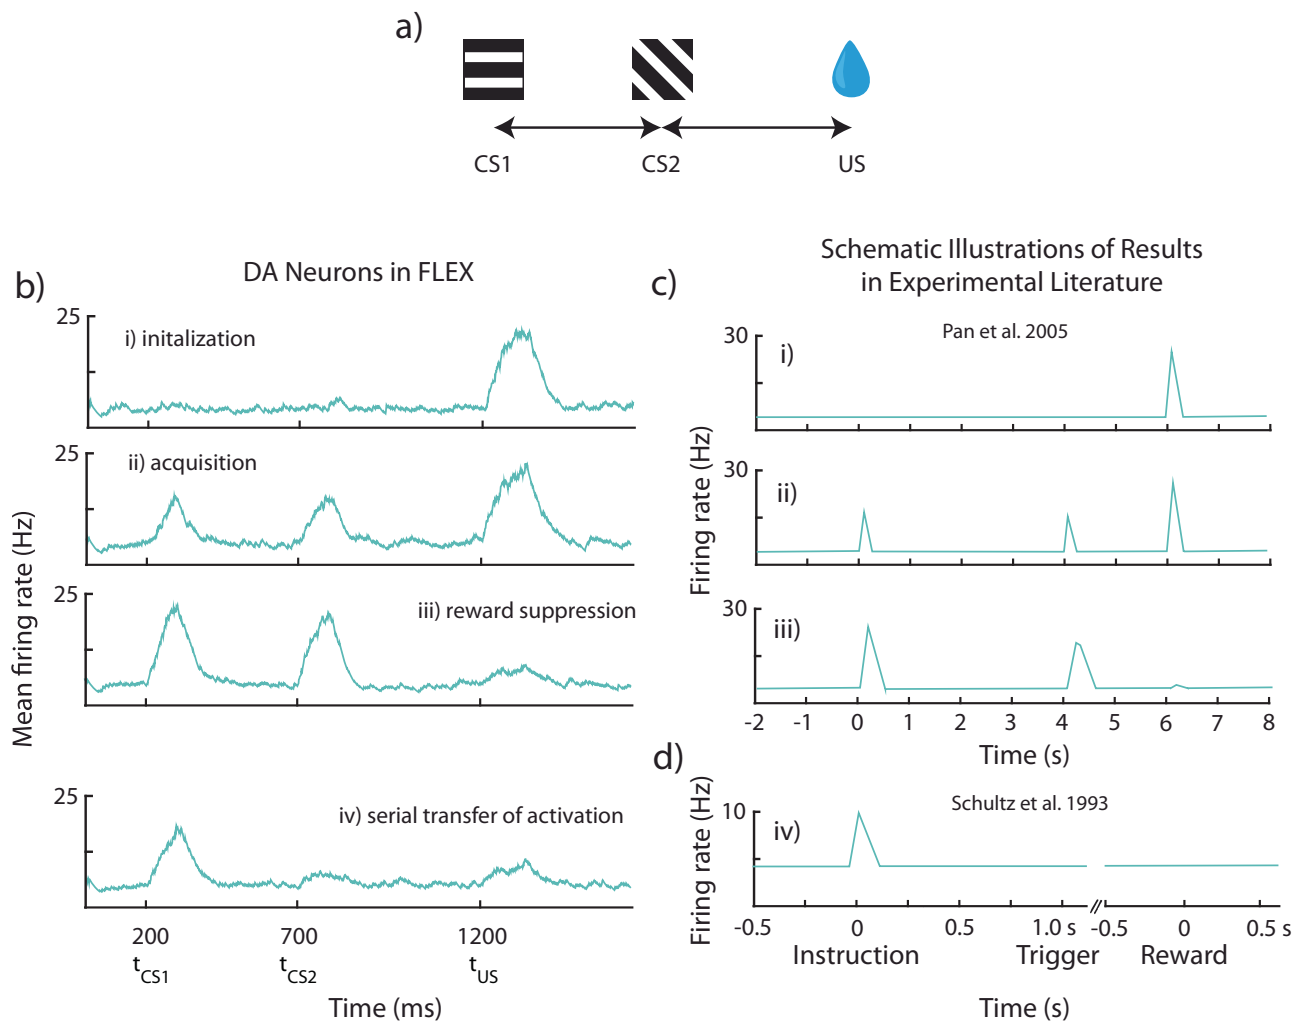 a)
CS1 CS2 US
b)
DA Neurons in FLEX
Mean firing rate (Hz)
25
i) initalization
25
ii) acquisition
25
iii) reward suppression
25
iv) serial transfer of activation
200 700 1200
tCS1 tCS2 tUS
Time (ms)
Schematic Illustrations of Results
in Experimental Literature
c)
Firing rate (Hz)
Pan et al. 2005
30
i)
30
ii)
30
iii)
-2 -1 0 1 2 3 4 5 6 7 8
Time (s)
d)
Firing rate (Hz)
Schultz et al. 1993
10
iv)
-0.5 0 0.5 1.0 s -0.5 0 0.5 s
Instruction Trigger Reward
Time (s)